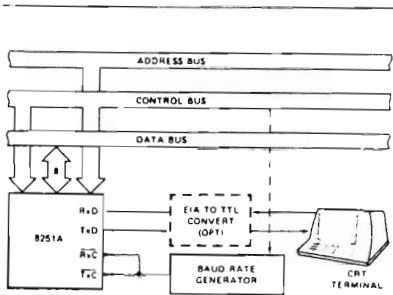 ADDRESS BUS
CONTROL BUS
DATA BUS
8
8251A
RxD
TxD
RxC
TxC
EIA TO TTL
CONVERT
(OPT)
BAUD RATE
GENERATOR
CRT
TERMINAL